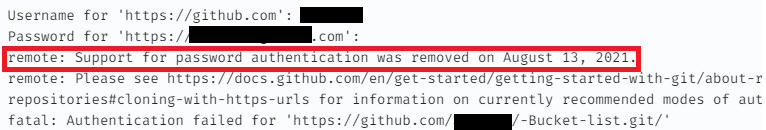 Username for 'https://github.com':
Password for 'https://.com':
remote: Support for password authentication was removed on August 13, 2021.
remote: Please see https://docs.github.com/en/get-started/getting-started-with-git/about-r
repositories#cloning-with-https-urls for information on currently recommended modes of aut
fatal: Authentication failed for 'https://github.com/ /-Bucket-list.git/'